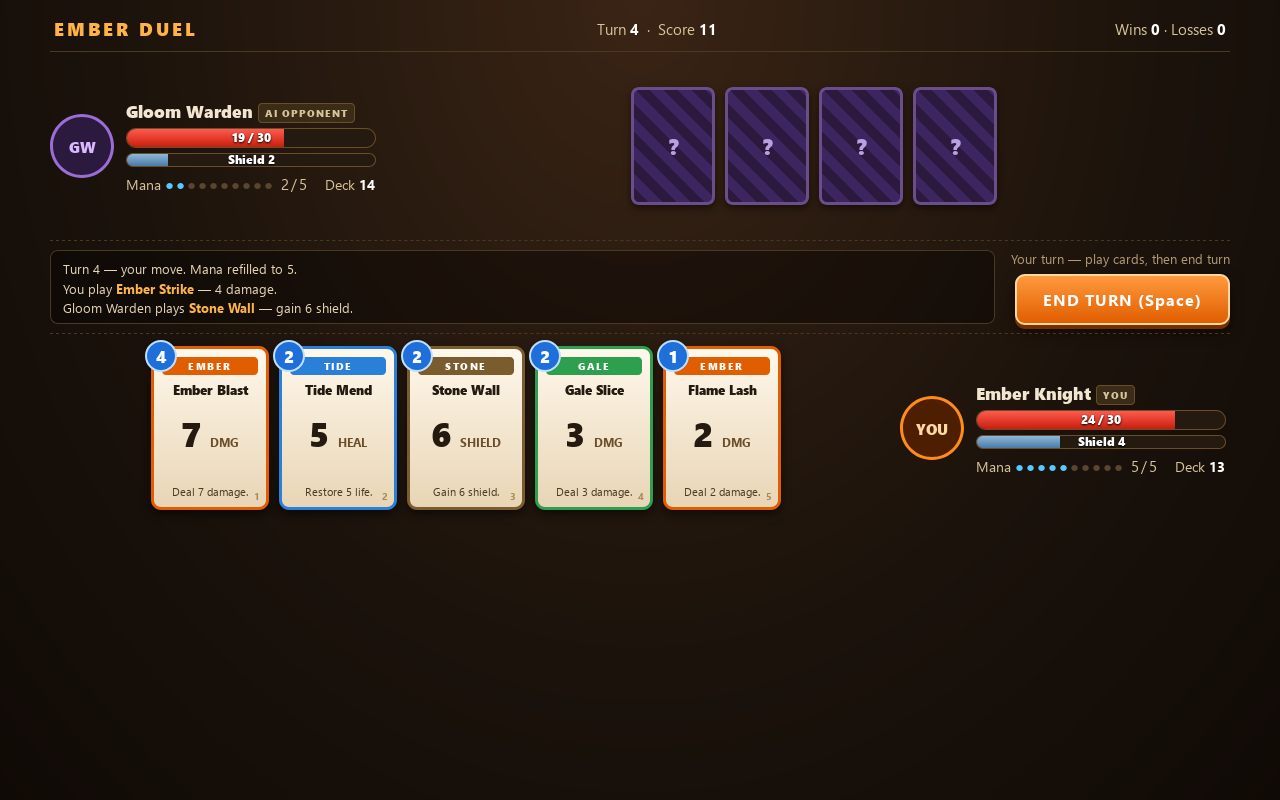 EMBER DUEL
Turn 4 · Score 11
Wins 0 · Losses 0
GW
Gloom Warden AI OPPONENT
19 / 30
Shield 2
Mana 2/5 Deck 14
? ? ? ?
Turn 4 — your move. Mana refilled to 5.
You play Ember Strike — 4 damage.
Gloom Warden plays Stone Wall — gain 6 shield.
Your turn — play cards, then end turn
END TURN (Space)
4
EMBER
Ember Blast
7 DMG
Deal 7 damage.
1
2
TIDE
Tide Mend
5 HEAL
Restore 5 life.
2
2
STONE
Stone Wall
6 SHIELD
Gain 6 shield.
3
2
GALE
Gale Slice
3 DMG
Deal 3 damage.
4
1
EMBER
Flame Lash
2 DMG
Deal 2 damage.
5
YOU
Ember Knight YOU
24 / 30
Shield 4
Mana 5/5 Deck 13